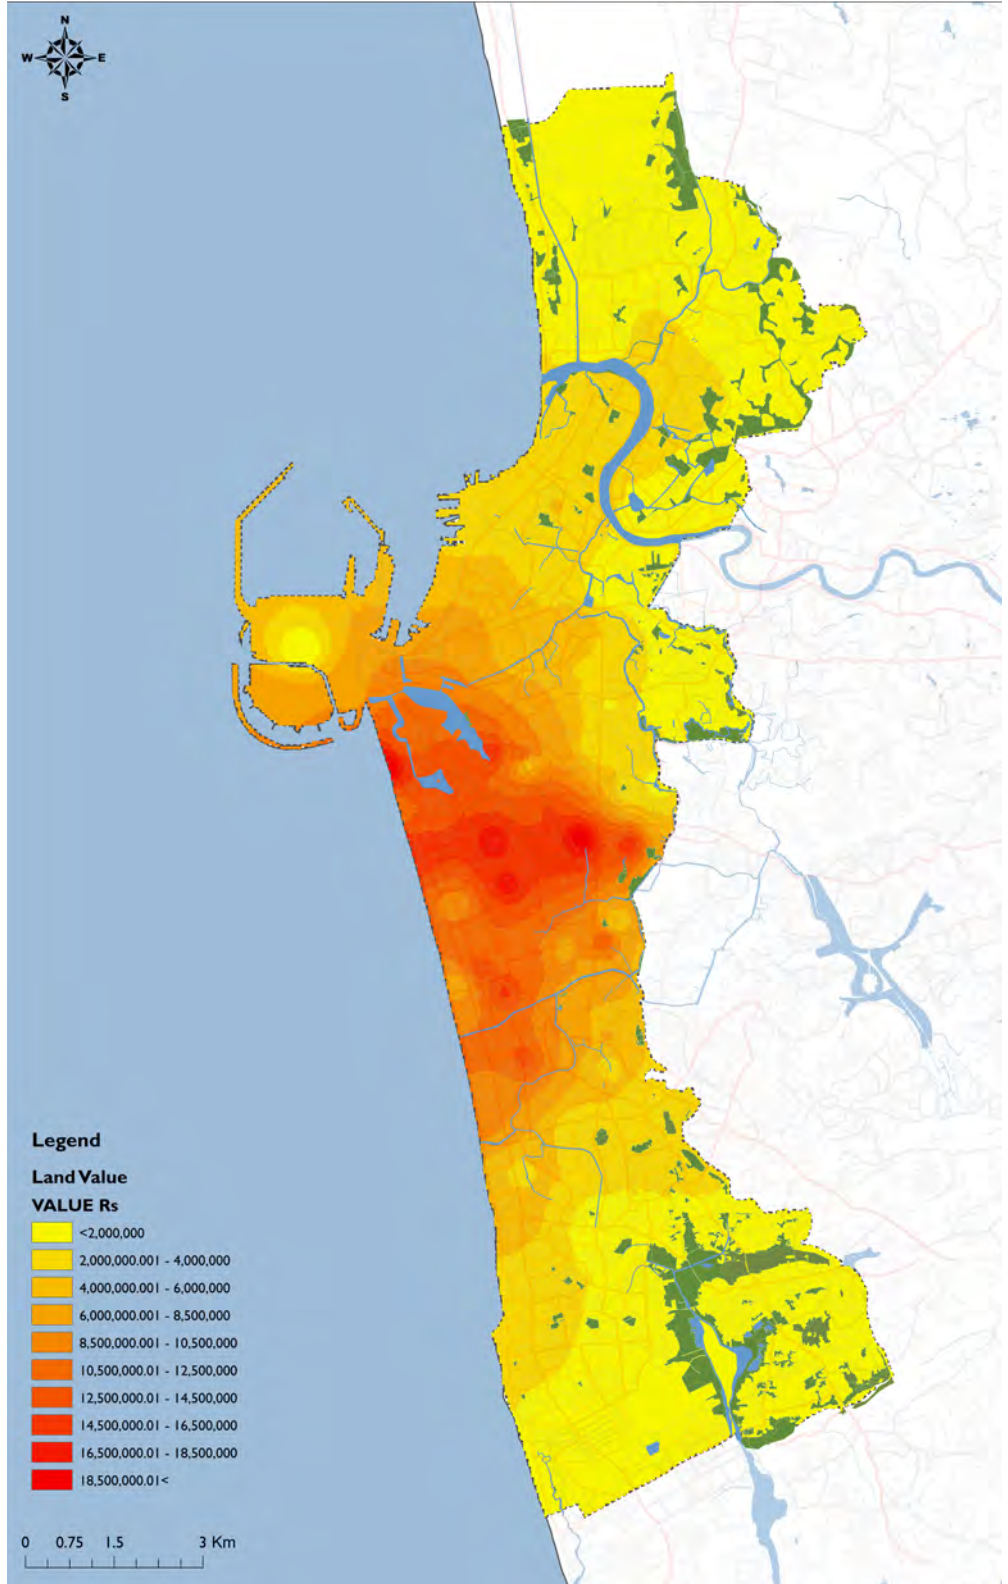 N
W E
S
Legend
Land Value
VALUE Rs
<2,000,000
2,000,000.001 - 4,000,000
4,000,000.001 - 6,000,000
6,000,000.001 - 8,500,000
8,500,000.001 - 10,500,000
10,500,000.01 - 12,500,000
12,500,000.01 - 14,500,000
14,500,000.01 - 16,500,000
16,500,000.01 - 18,500,000
18,500,000.01<
0 0.75 1.5 3 Km